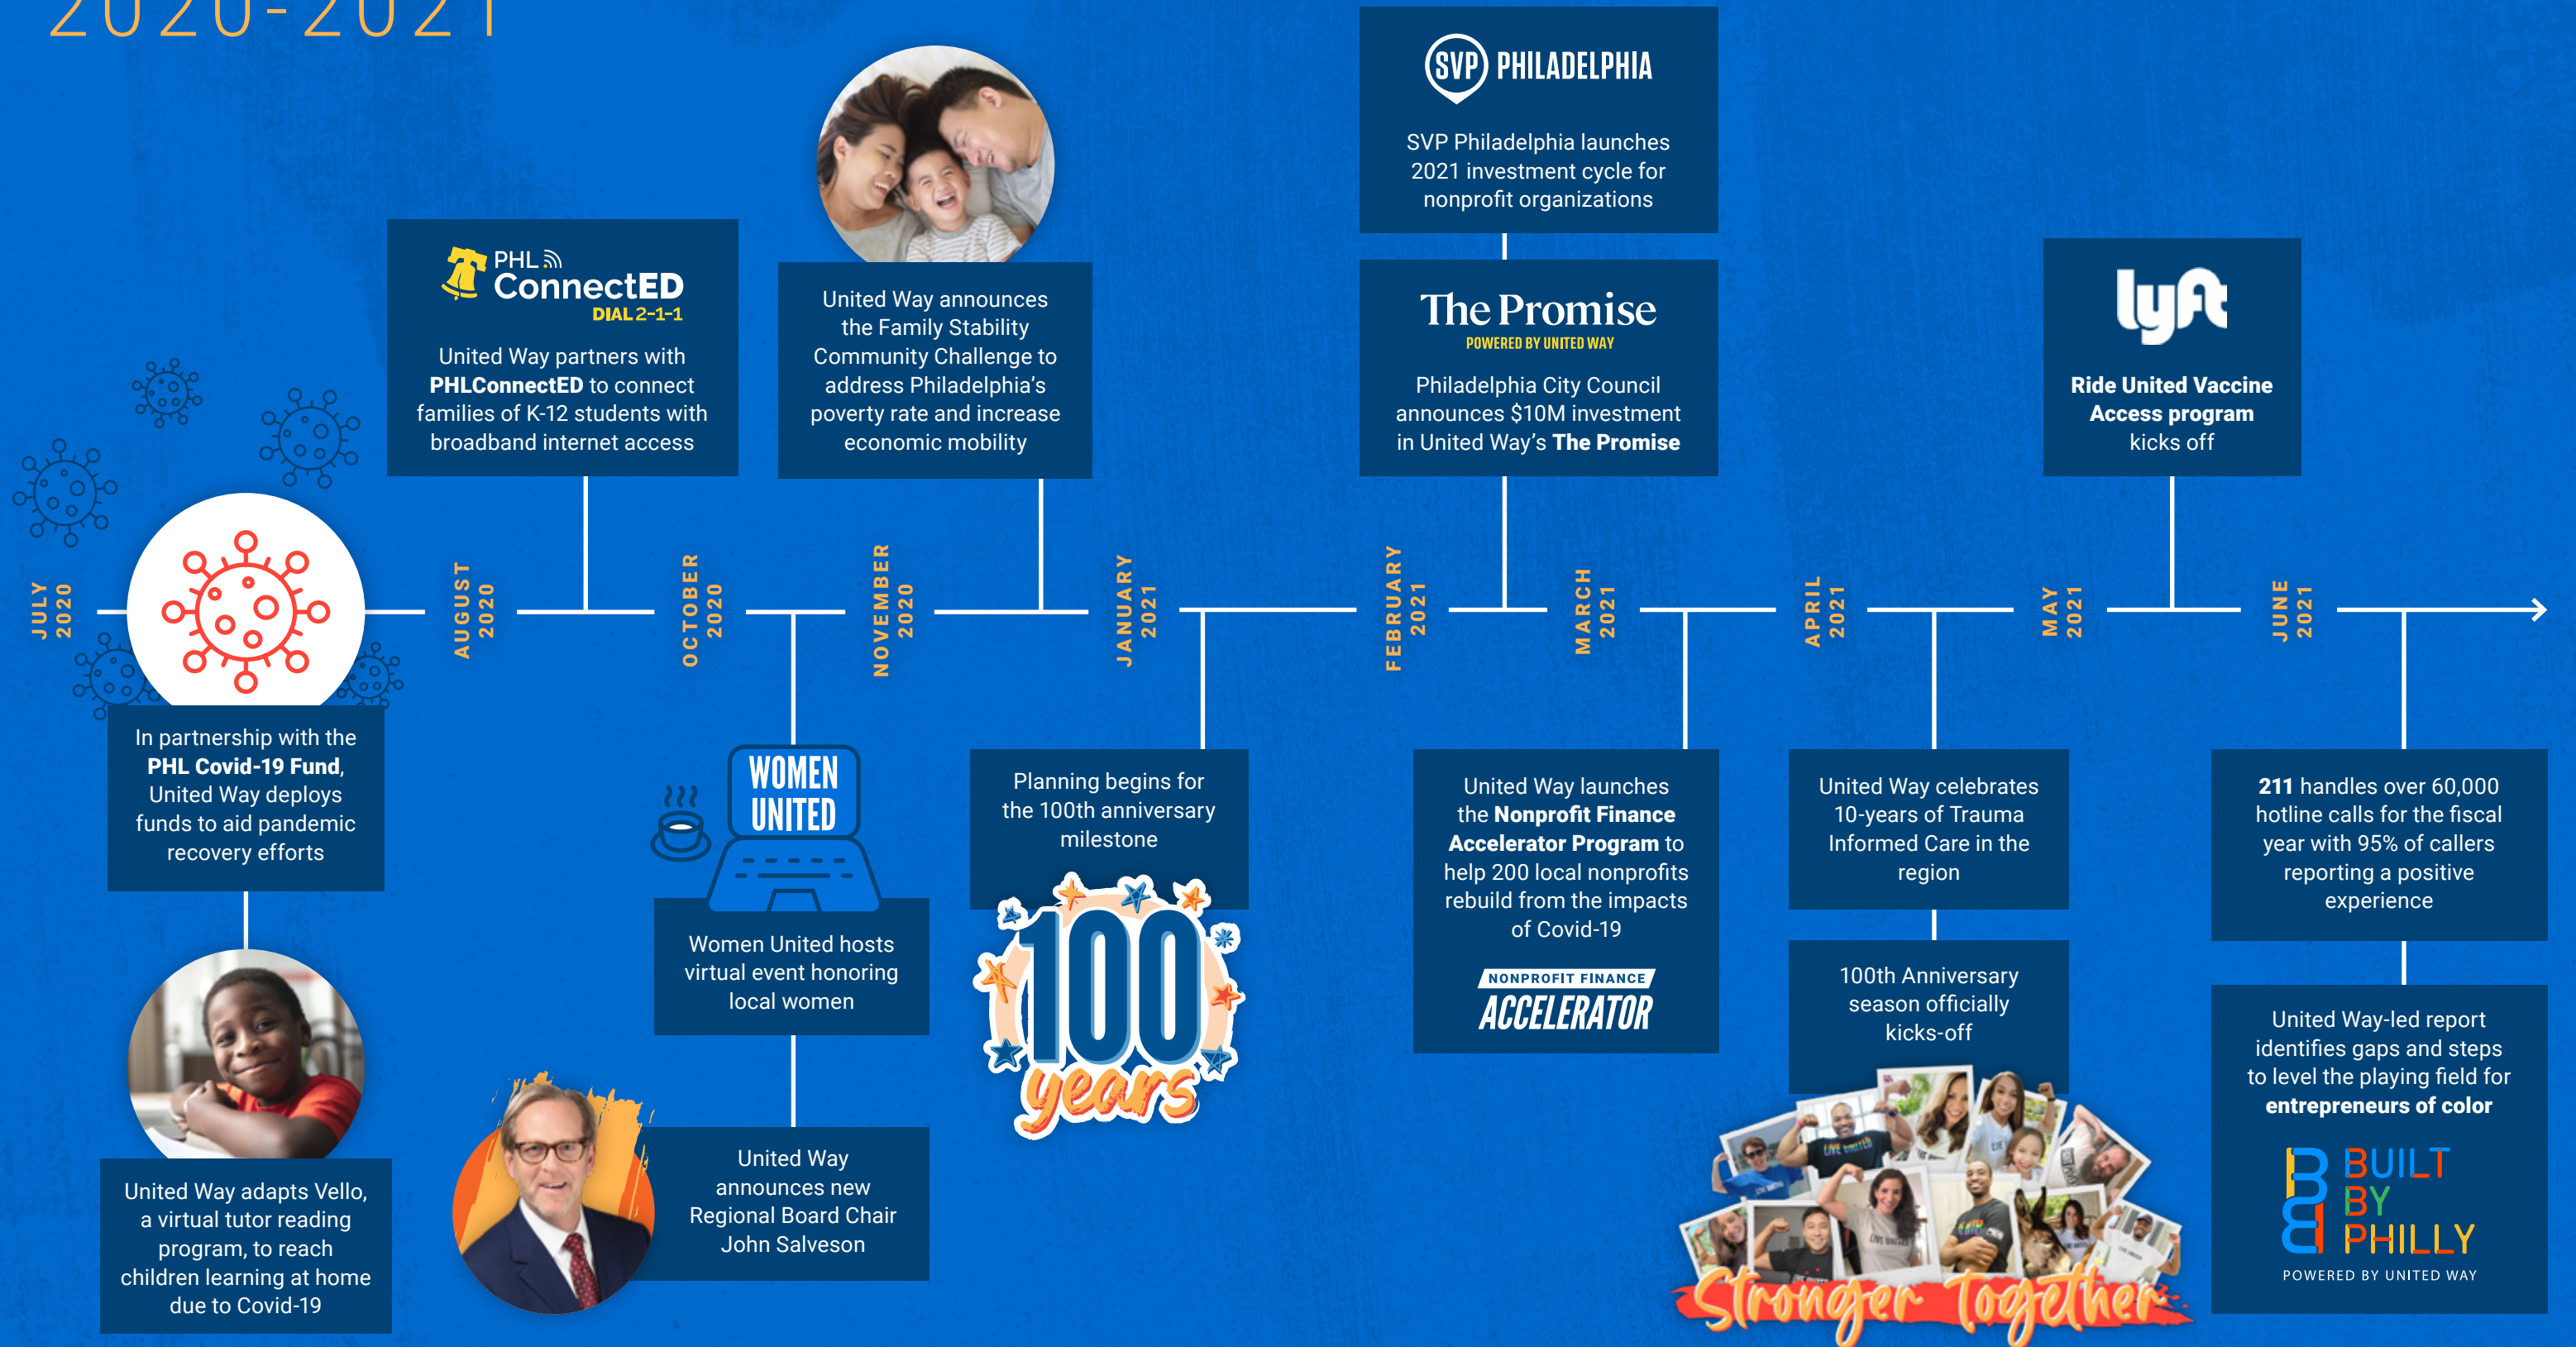 2020-2021
JULY
2020
In partnership with the
PHL Covid-19 Fund,
United Way deploys
funds to aid pandemic
recovery efforts
United Way adapts Vello,
a virtual tutor reading
program, to reach
children learning at home
due to Covid-19
AUGUST
2020
PHL
ConnectED
DIAL 2-1-1
United Way partners with
PHLConnectED to connect
families of K-12 students with
broadband internet access
OCTOBER
2020
WOMEN
UNITED
Women United hosts
virtual event honoring
local women
United Way
announces new
Regional Board Chair
John Salveson
NOVEMBER
2020
United Way announces
the Family Stability
Community Challenge to
address Philadelphia's
poverty rate and increase
economic mobility
JANUARY
2021
Planning begins for
the 100th anniversary
milestone
100
years
FEBRUARY
2021
SVP PHILADELPHIA
SVP Philadelphia launches
2021 investment cycle for
nonprofit organizations
The Promise
POWERED BY UNITED WAY
Philadelphia City Council
announces $10M investment
in United Way's The Promise
MARCH
2021
United Way launches
the Nonprofit Finance
Accelerator Program to
help 200 local nonprofits
rebuild from the impacts
of Covid-19
NONPROFIT FINANCE
ACCELERATOR
APRIL
2021
United Way celebrates
10-years of Trauma
Informed Care in the
region
100th Anniversary
season officially
kicks-off
LIVE UNITED
Stronger Together
MAY
2021
lyft
Ride United Vaccine
Access program
kicks off
JUNE
2021
211 handles over 60,000
hotline calls for the fiscal
year with 95% of callers
reporting a positive
experience
United Way-led report
identifies gaps and steps
to level the playing field for
entrepreneurs of color
BUILT
BY
PHILLY
POWERED BY UNITED WAY